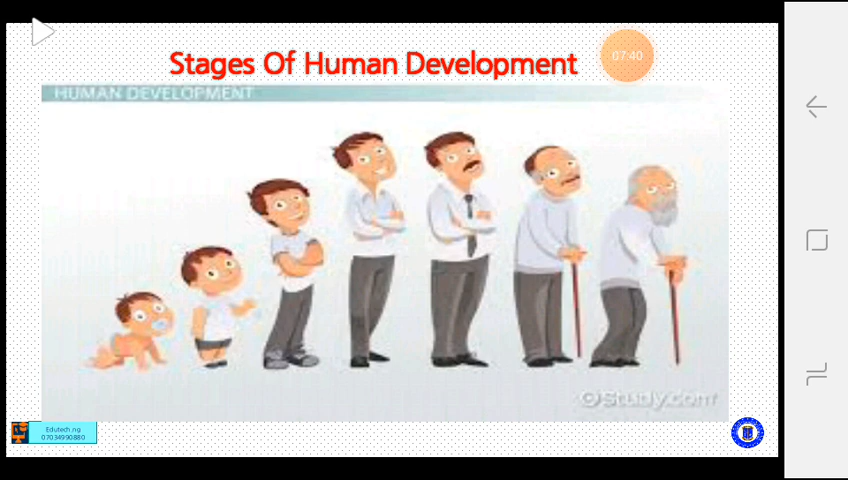 Stages Of Human Development
07:40
HUMAN DEVELOPMENT
©Study.com
Edutech.ng
07034990880